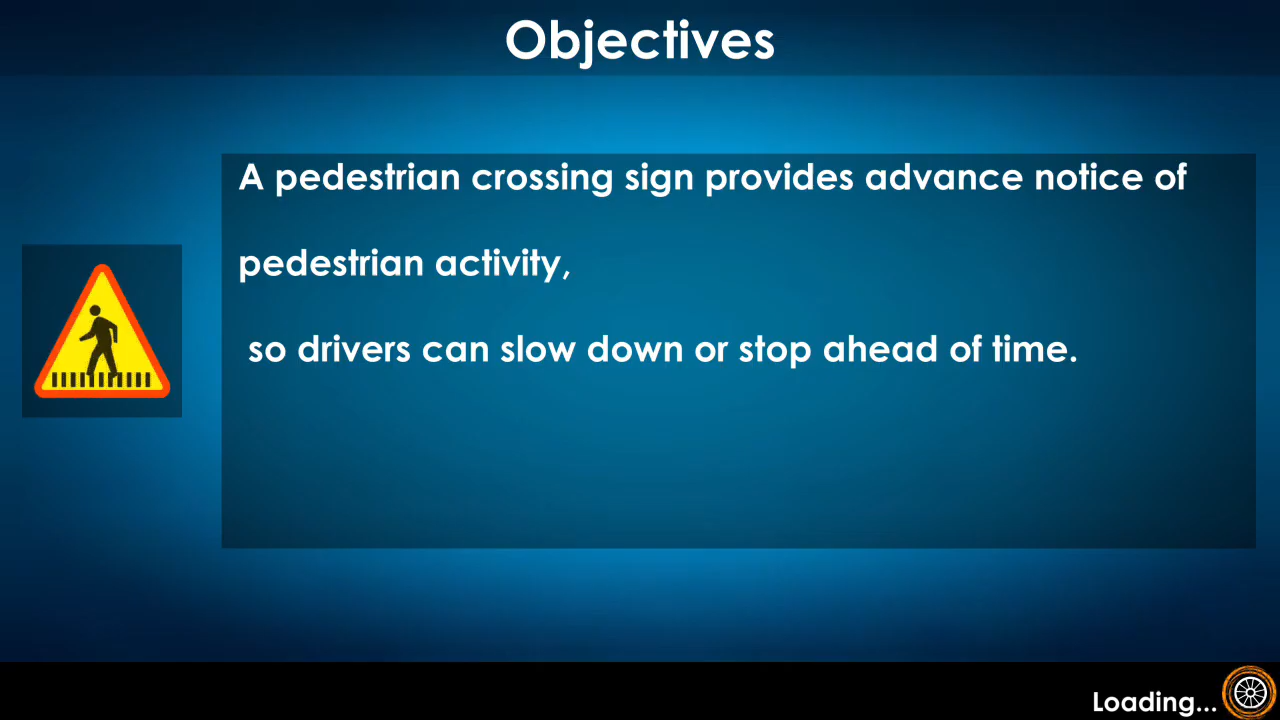 Objectives
A pedestrian crossing sign provides advance notice of
pedestrian activity,
so drivers can slow down or stop ahead of time.
Loading...